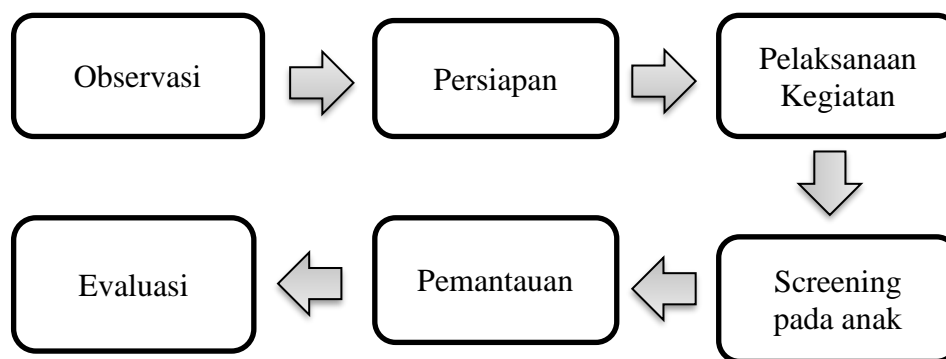 Observasi
Persiapan
Pelaksanaan
Kegiatan
Screening
pada anak
Pemantauan
Evaluasi